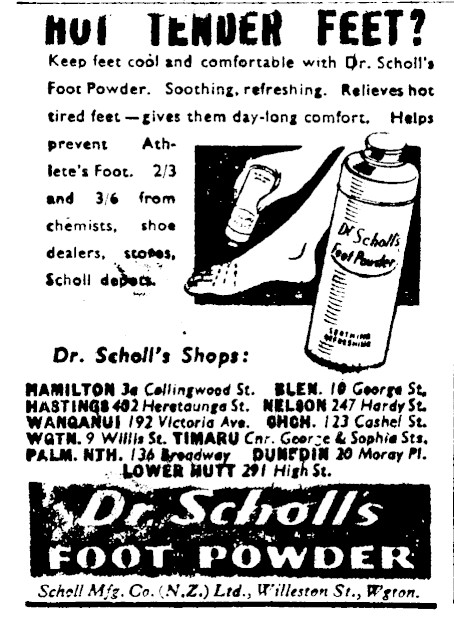 HOT TENDER FEET?
Keep feet cool and comfortable with Dr. Scholl's
Foot Powder. Soothing, refreshing. Relieves hot
tired feet—gives them day-long comfort. Helps
prevent Ath-
lete's Foot. 2/3
and 3/6 from
chemists, shoe
dealers, stores,
Scholl depots.
Dr Scholl's
Foot Powder
SOOTHING
REFRESHING
Dr. Scholl's Shops:
HAMILTON 3a Collingwood St. BLEN. 10 George St.
HASTINGS 402 Heretaunga St. NELSON 247 Hardy St.
WANGANUI 192 Victoria Ave. CHCH. 123 Cashel St.
WGTN. 9 Willis St. TIMARU Cnr. George & Sophia Sts.
PALM. NTH. 136 Broadway DUNEDIN 20 Moray Pl.
LOWER HUTT 291 High St.
Dr. Scholl's
FOOT POWDER
Scholl Mfg. Co. (N.Z.) Ltd., Willeston St., Wgton.